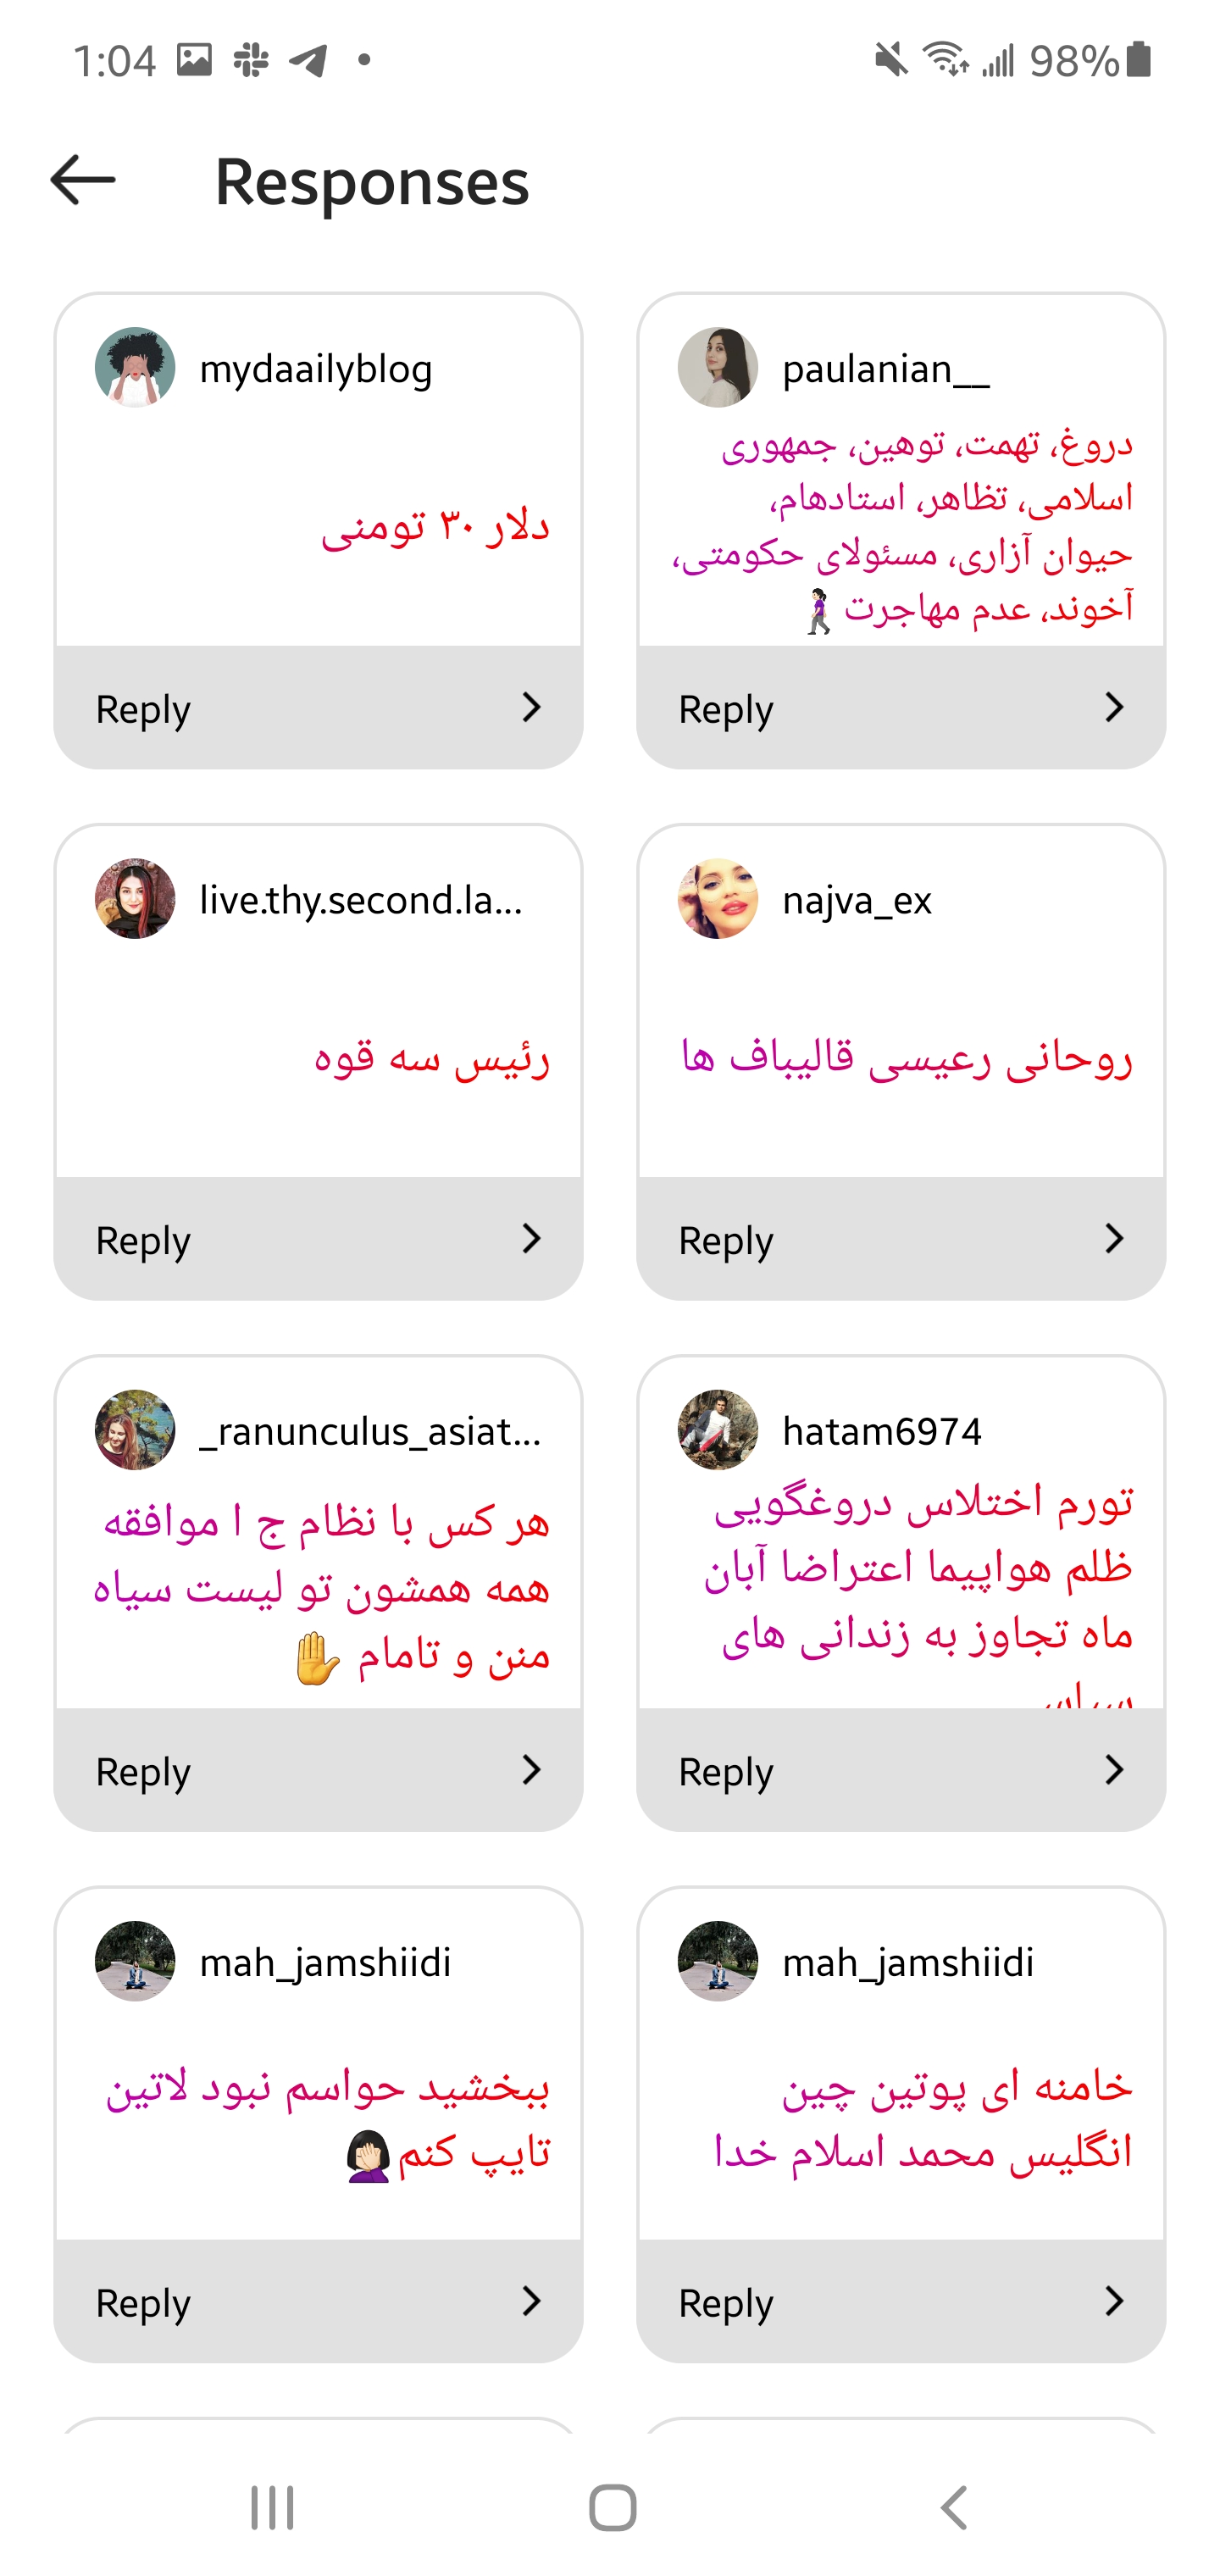 1:04
98%
Responses
mydaailyblog
دلار ۳۰ تومنی
Reply
paulanian__
دروغ، تهمت، توهین، جمهوری
اسلامی، تظاهر، استادهام،
حیوان آزاری، مسئولای حکومتی،
آخوند، عدم مهاجرت🚶🏻‍♀️
Reply
live.thy.second.la...
رئیس سه قوه
Reply
najva_ex
روحانی رعیسی قالیباف ها
Reply
_ranunculus_asiat...
هر کس با نظام ج ا موافقه
همه همشون تو لیست سیاه
منن و تامام ✋
Reply
hatam6974
تورم اختلاس دروغگویی
ظلم هواپیما اعتراضا آبان
ماه تجاوز به زندانی های
Reply
mah_jamshiidi
ببخشید حواسم نبود لاتین
تایپ کنم🤦🏻‍♀️
Reply
mah_jamshiidi
خامنه ای پوتین چین
انگلیس محمد اسلام خدا
Reply